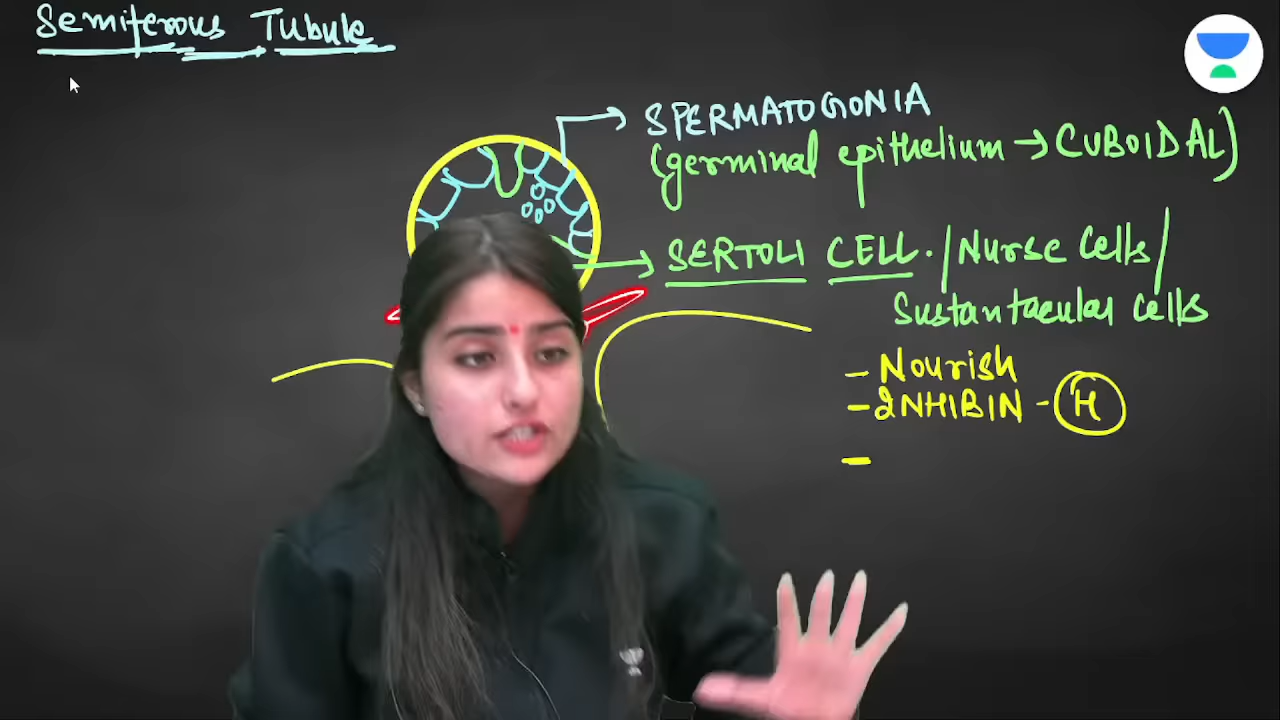 Semiferous Tubule
SPERMATOGONIA
(germinal epithelium → CUBOIDAL)
SERTOLI CELL. / Nurse Cells /
Sustantacular Cells
- Nourish
- INHIBIN - H
-